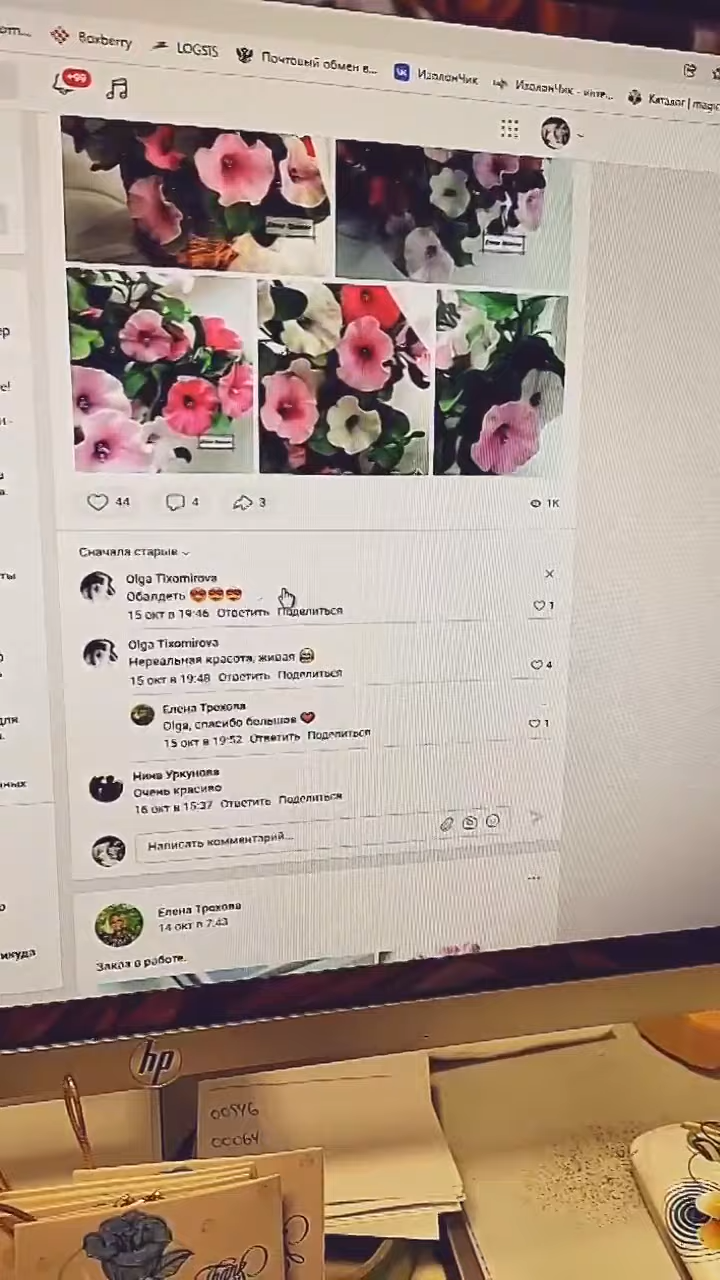 Boxberry
LOGSIS
Почтовый обмен в...
ИзолонЧик
ИзолонЧик - инте...
Каталог | magic
+99
44
4
3
1K
Сначала старые
Olga Tixomirova
Обалдеть 😍😍😍
15 окт в 19:46 Ответить Поделиться
1
Olga Tixomirova
Нереальная красота, живая 🤗
15 окт в 19:48 Ответить Поделиться
4
Елена Трохова
Olga, спасибо большое ❤
15 окт в 19:52 Ответить Поделиться
1
Нина Уркунова
Очень красиво
16 окт в 15:37 Ответить Поделиться
Написать комментарий...
Елена Трохова
14 окт в 7:43
Заказ в работе.
hp
00546
00064
Thank